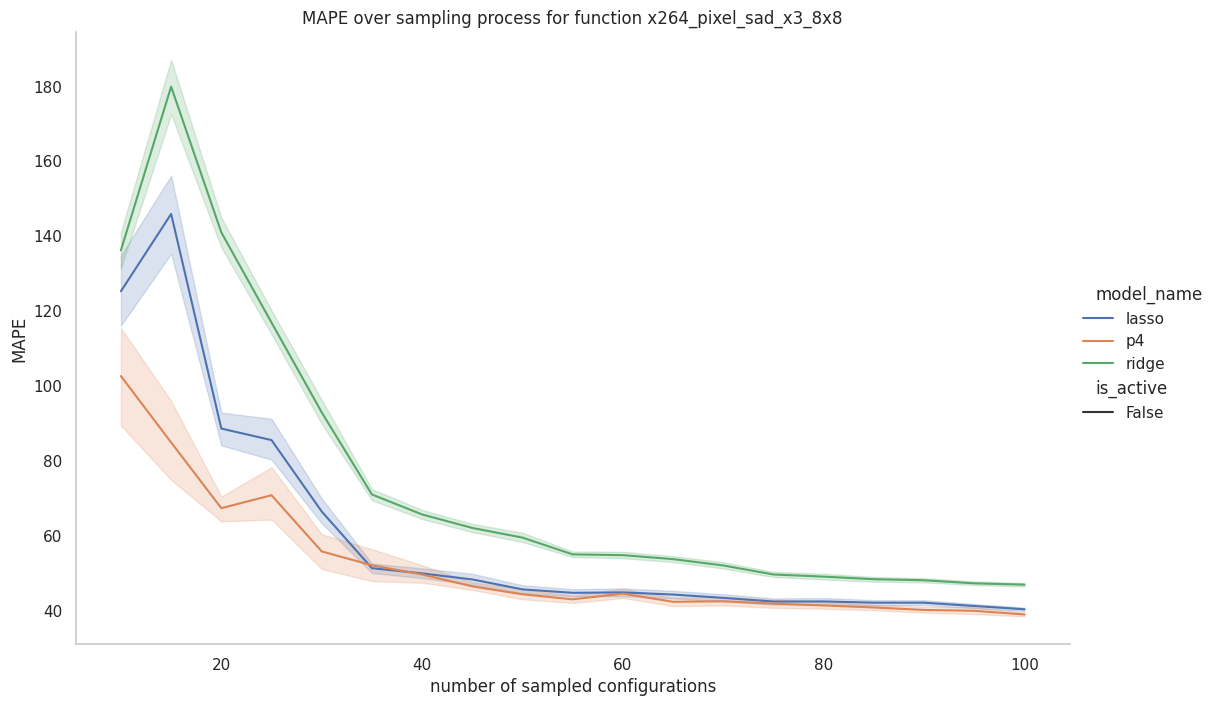 MAPE over sampling process for function x264_pixel_sad_x3_8x8
180
160
140
120
100
80
60
40
MAPE
20
40
60
80
100
number of sampled configurations
model_name
lasso
p4
ridge
is_active
False